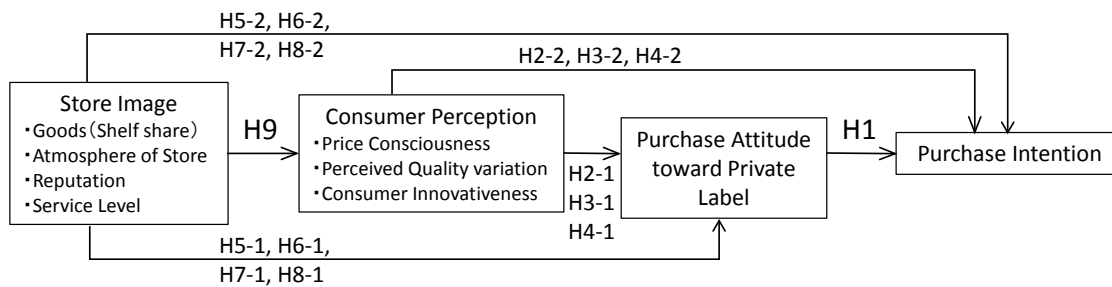 H5-2, H6-2,
H7-2, H8-2
H2-2, H3-2, H4-2
Store Image
・Goods（Shelf share）
・Atmosphere of Store
・Reputation
・Service Level
H9
Consumer Perception
・Price Consciousness
・Perceived Quality variation
・Consumer Innovativeness
H2-1
H3-1
H4-1
Purchase Attitude
toward Private
Label
H1
Purchase Intention
H5-1, H6-1,
H7-1, H8-1